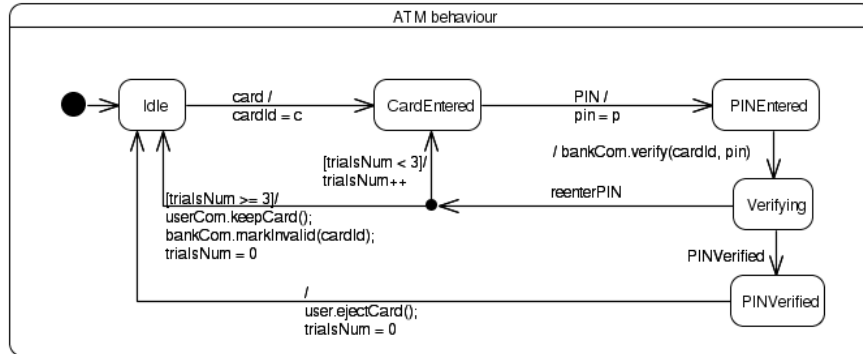 ATM behaviour
Idle
card /
cardId = c
CardEntered
PIN /
pin = p
PINEntered
/ bankCom.verify(cardId, pin)
[trialsNum < 3]/
trialsNum++
reenterPIN
Verifying
[trialsNum >= 3]/
userCom.keepCard();
bankCom.markInvalid(cardId);
trialsNum = 0
PINVerified
PINVerified
/
user.ejectCard();
trialsNum = 0